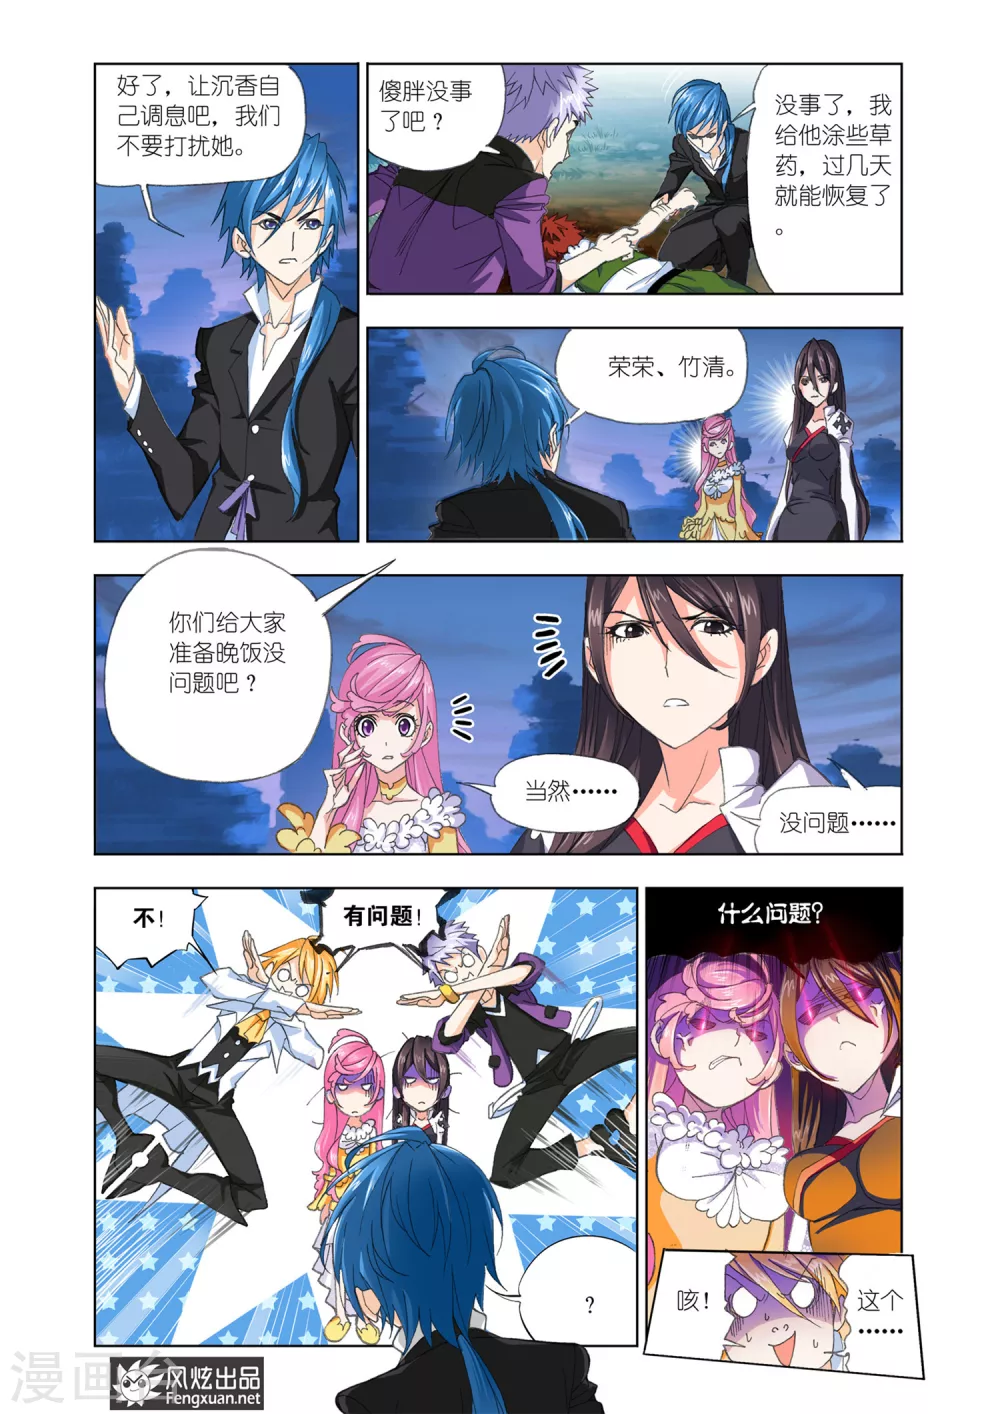 好了，让沉香自
己调息吧，我们
不要打扰她。
傻胖没事
了吧？
没事了，我
给他涂些草
药，过几天
就能恢复了
。
荣荣、竹清。
你们给大家
准备晚饭没
问题吧？
当然……
没问题……
不！
有问题！
什么问题？
？
咳！
这个
……
漫画台
风炫出品
Fengxuan.net